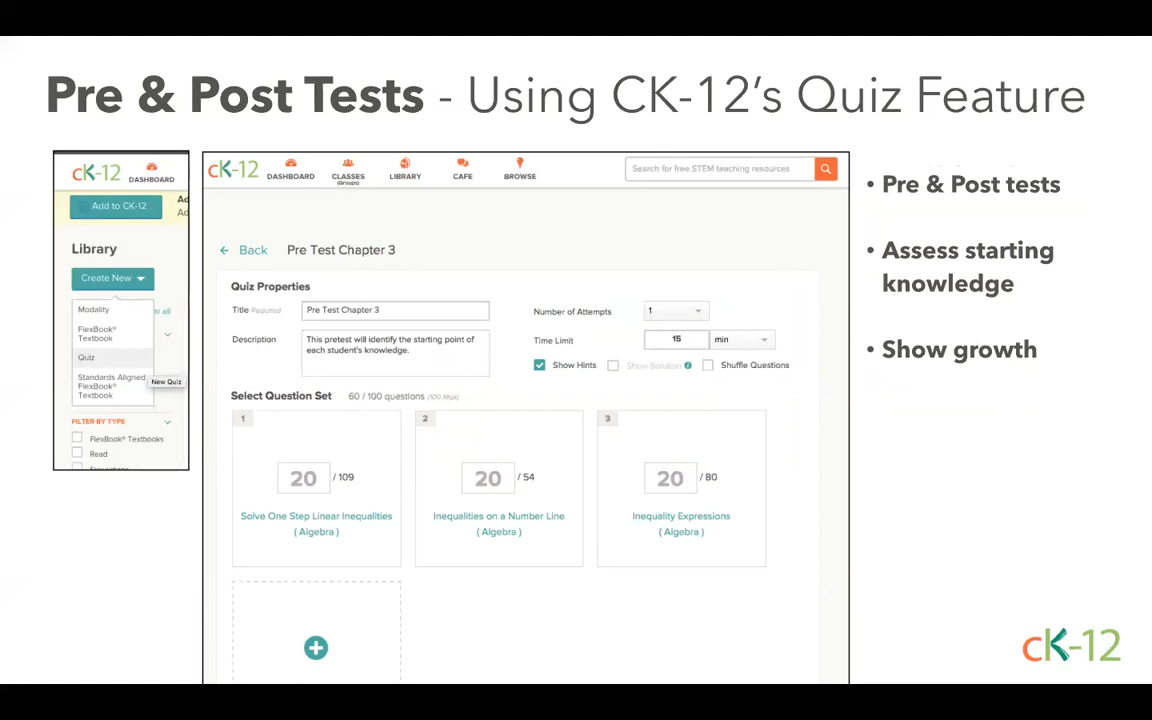 Pre & Post Tests - Using CK-12's Quiz Feature
cK-12 DASHBOARD
Add to CK-12
Ad
Ad
Library
Create New
Modality
FlexBook®
Textbook
Quiz
Standards Aligned
FlexBook®
Textbook
ar all
New Quiz
FILTER BY TYPE
FlexBook® Textbooks
Read
cK-12 DASHBOARD CLASSES LIBRARY CAFE BROWSE
(Groups)
Search for free STEM teaching resources
Back Pre Test Chapter 3
Quiz Properties
Title Required Pre Test Chapter 3
Description This pretest will identify the starting point of
each student's knowledge.
Number of Attempts 1
Time Limit 15 min
Show Hints Show Solution Shuffle Questions
Select Question Set 60 / 100 questions (100 Max)
1
20 / 109
Solve One Step Linear Inequalities
( Algebra )
2
20 / 54
Inequalities on a Number Line
( Algebra )
3
20 / 80
Inequality Expressions
( Algebra )
• Pre & Post tests
• Assess starting
knowledge
• Show growth
cK-12